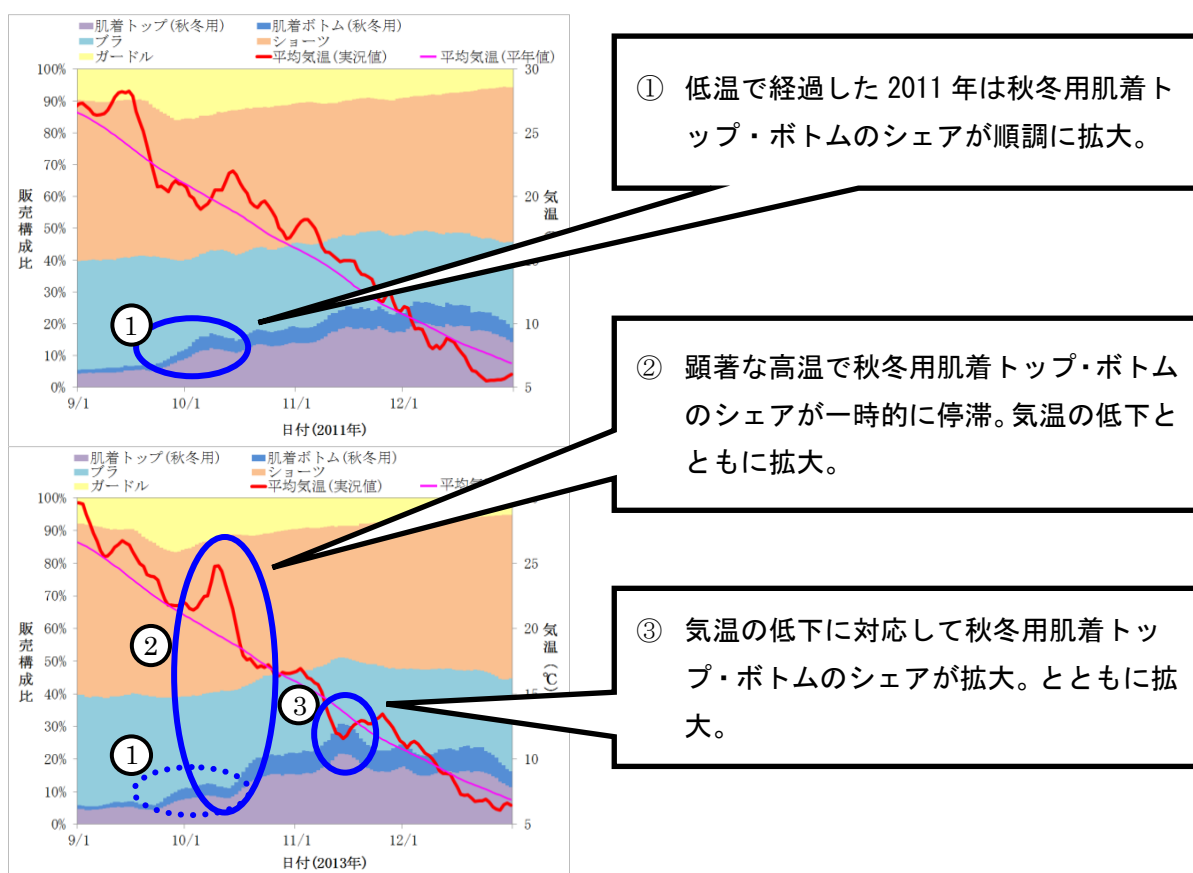 肌着トップ(秋冬用) 肌着ボトム(秋冬用)
ブラ ショーツ
ガードル 平均気温(実況値) 平均気温(平年値)
100% 30
90%
80% 25
70%
60% 20
50%
40%
30%
20% 10
10%
0% 5
販売構成比
気温(
①
9/1 10/1 11/1 12/1
日付(2011年)
① 低温で経過した 2011 年は秋冬用肌着ト
ップ・ボトムのシェアが順調に拡大。
肌着トップ(秋冬用) 肌着ボトム(秋冬用)
ブラ ショーツ
ガードル 平均気温(実況値) 平均気
100%
90%
80% 25
70%
60% 20
50%
40%
30%
20% 10
10%
0% 5
販売構成比
気温(℃)
②
③
①
9/1 10/1 11/1 12/1
日付(2013年)
② 顕著な高温で秋冬用肌着トップ・ボトム
のシェアが一時的に停滞。気温の低下と
ともに拡大。
③ 気温の低下に対応して秋冬用肌着トッ
プ・ボトムのシェアが拡大。とともに拡
大。